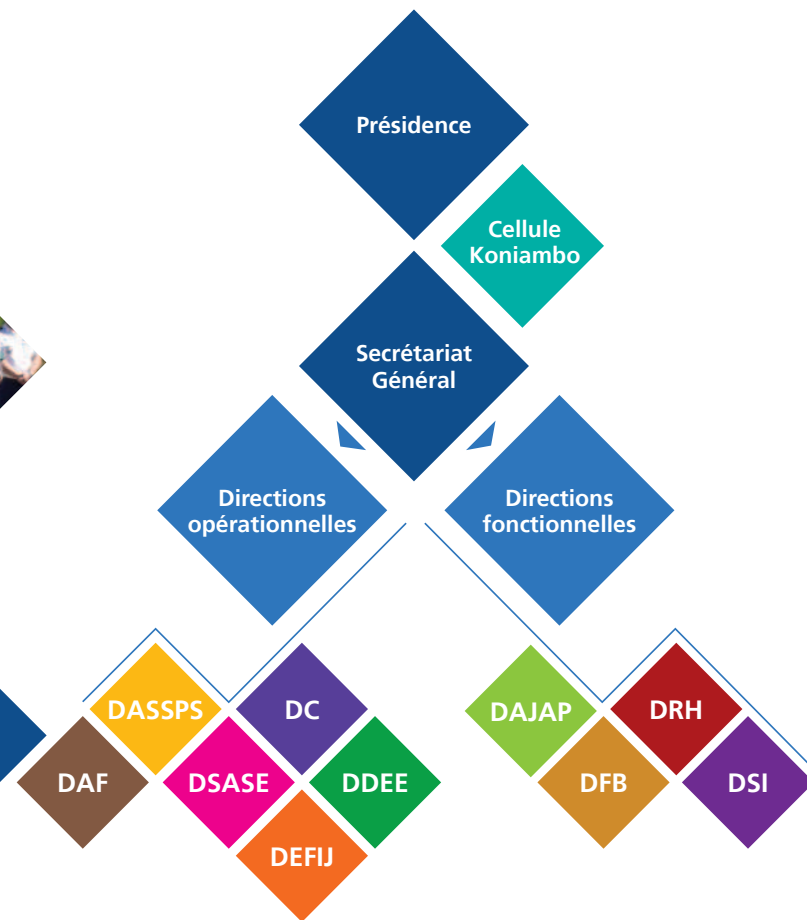 Présidence
Cellule
Koniambo
Secrétariat
Général
Directions
opérationnelles
Directions
fonctionnelles
DASSPS
DC
DAF
DSASE
DDEE
DEFIJ
DAJAP
DRH
DFB
DSI